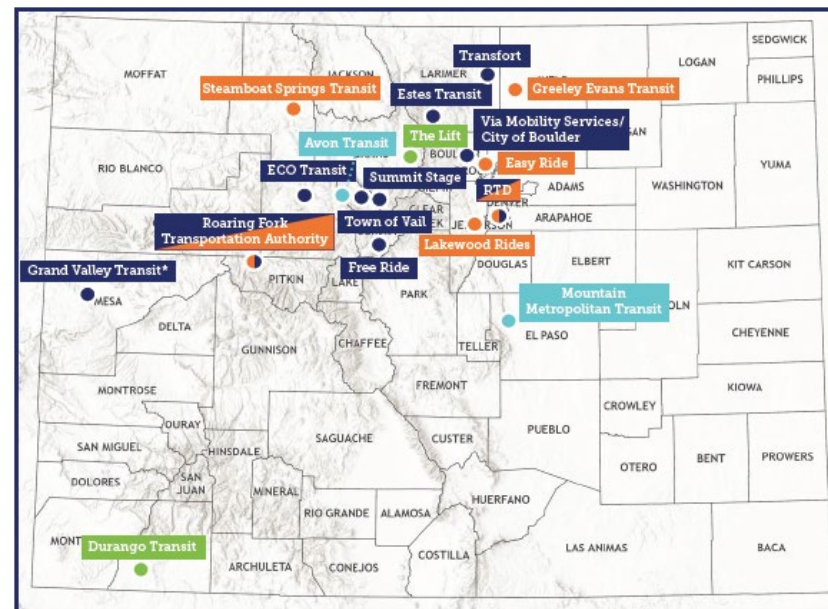 SEDGWICK
LOGAN
PHILLIPS
MOFFAT
JACKSON
LARIMER
Transfort
Steamboat Springs Transit
Estes Transit
Greeley Evans Transit
Via Mobility Services/
City of Boulder
Avon Transit
The Lift
BOUL
Easy Ride
YUMA
RIO BLANCO
ECO Transit
Summit Stage
RTD
ADAMS
WASHINGTON
DENVER
CLEAR
ARAPAHOE
Roaring Fork
Transportation Authority
Town of Vail
Lakewood Rides
Grand Valley Transit*
Free Ride
DOUGLAS
ELBERT
KIT CARSON
PITKIN
LAKE
PARK
MESA
Mountain
Metropolitan Transit
DELTA
GUNNISON
CHAFFEE
TELLER
EL PASO
CHEYENNE
MONTROSE
FREMONT
KIOWA
CROWLEY
OURAY
SAN MIGUEL
HINSDALE
SAGUACHE
CUSTER
PUEBLO
OTERO
BENT
PROWERS
DOLORES
SAN
JUAN
MINERAL
RIO GRANDE
ALAMOSA
HUERFANO
Durango Transit
COSTILLA
LAS ANIMAS
BACA
ARCHULETA
CONEJOS